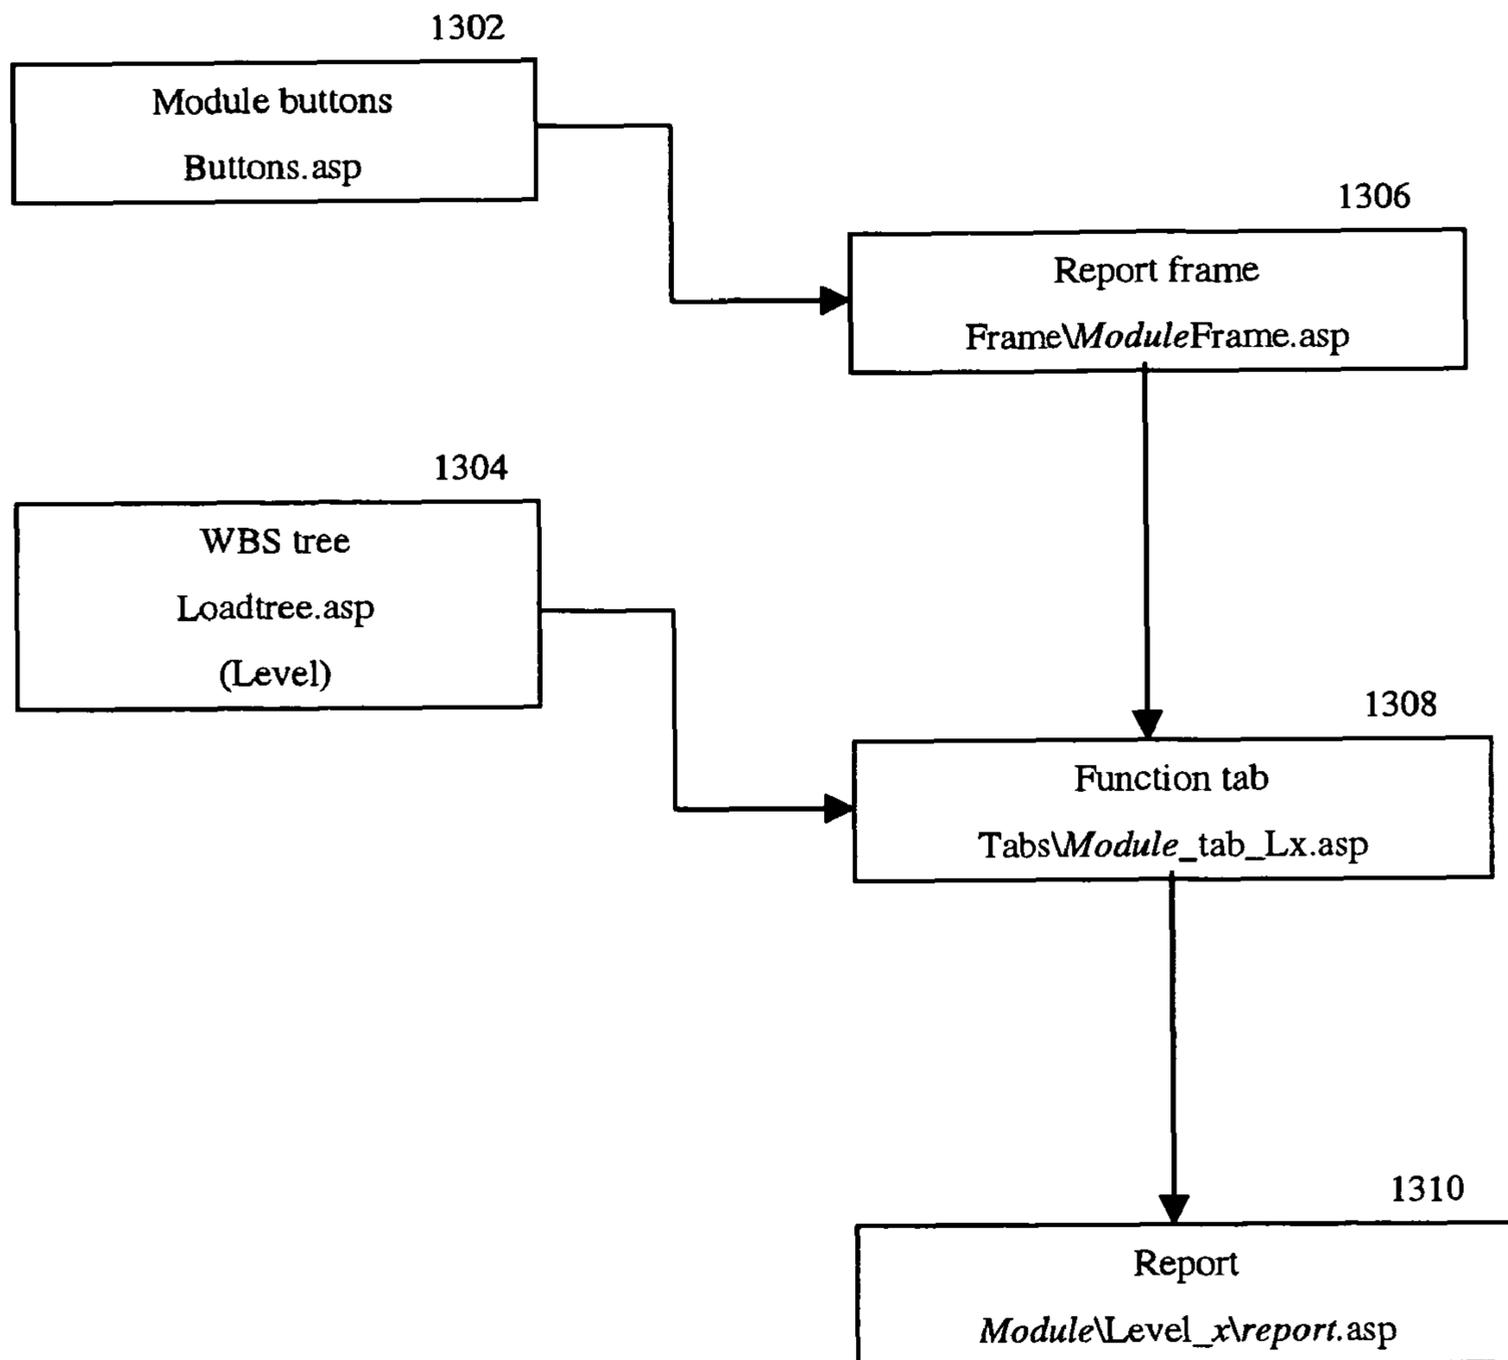 1302
Module buttons
Buttons.asp
1306
Report frame
Frame\ModuleFrame.asp
1304
WBS tree
Loadtree.asp
(Level)
1308
Function tab
Tabs\Module_tab_Lx.asp
1310
Report
Module\Level_x\report.asp